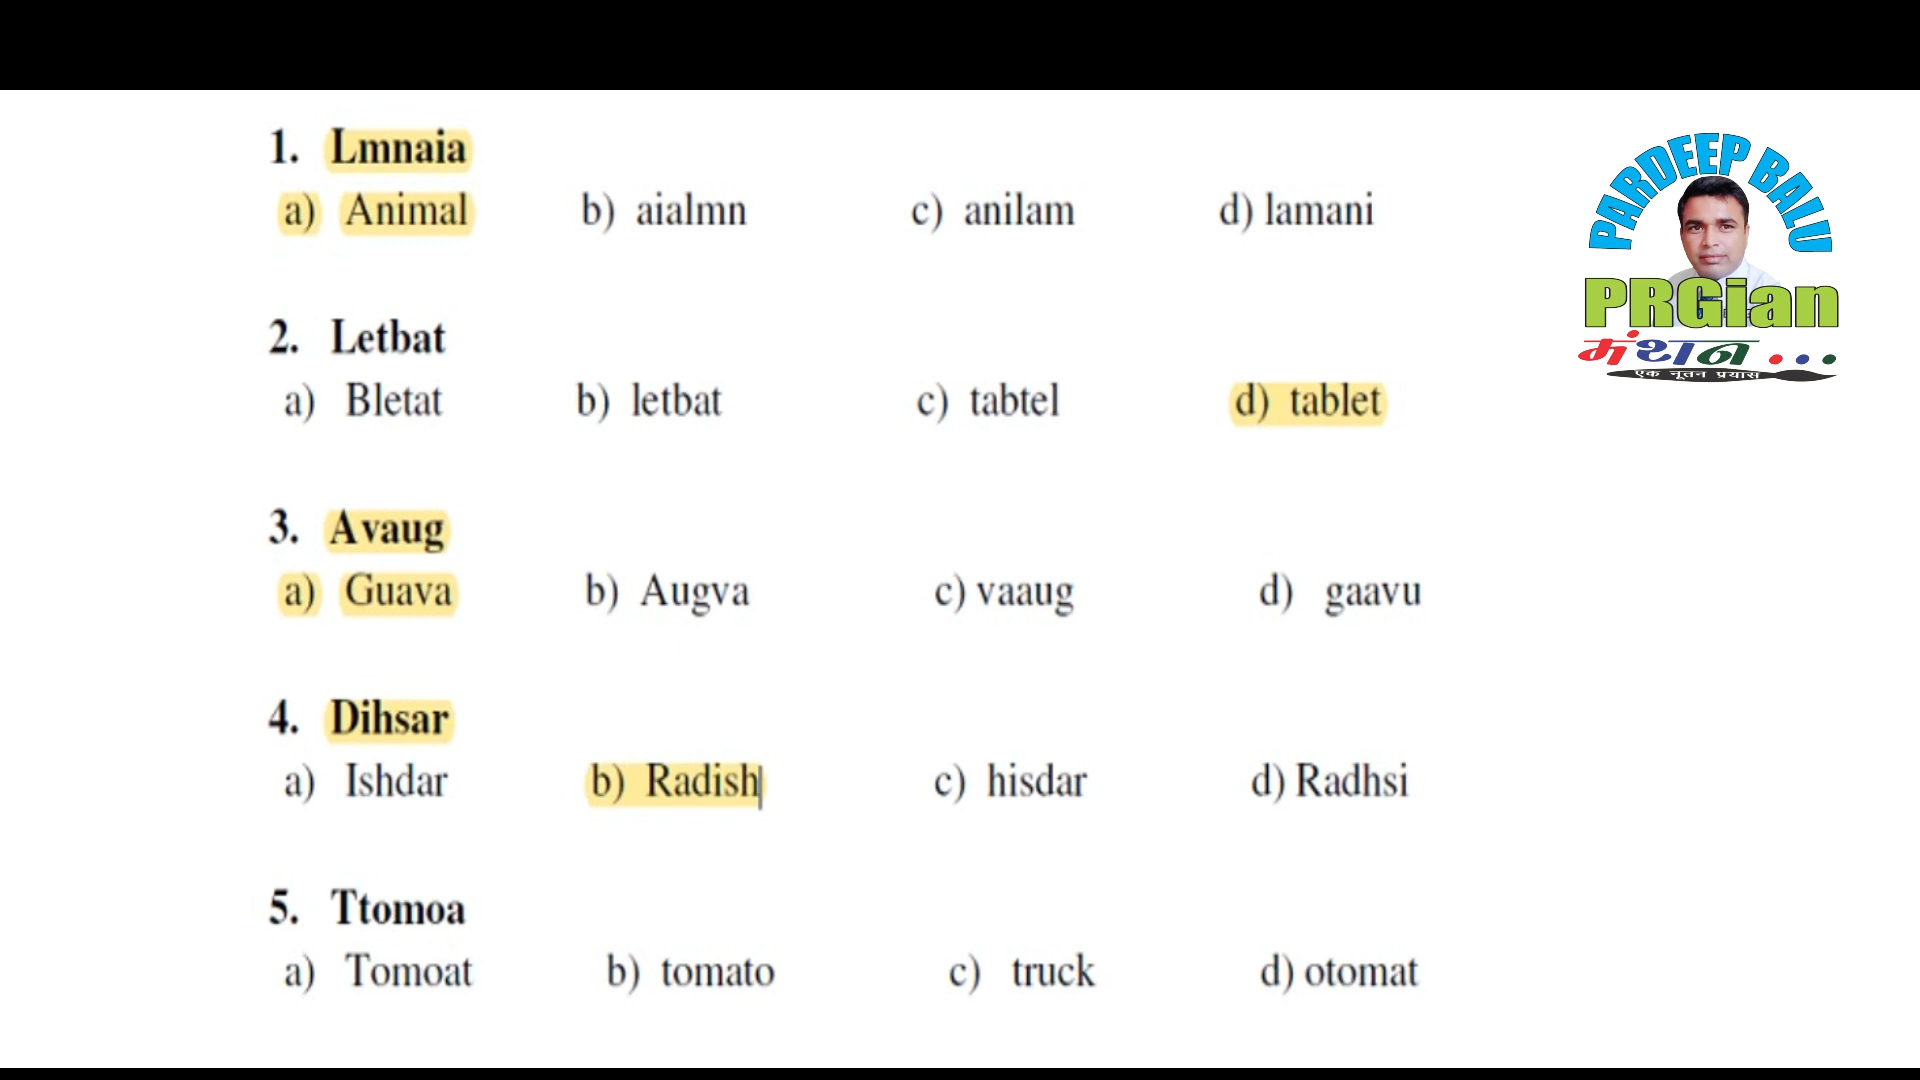 1. Lmnaia
a) Animal b) aialmn c) anilam d) lamani
2. Letbat
a) Bletat b) letbat c) tabtel d) tablet
3. Avaug
a) Guava b) Augva c) vaaug d) gaavu
4. Dihsar
a) Ishdar b) Radish c) hisdar d) Radhsi
5. Ttomoa
a) Tomoat b) tomato c) truck d) otomat
PARDEEP BALU
PRGian
मंथन...
एक नूतन प्रयास